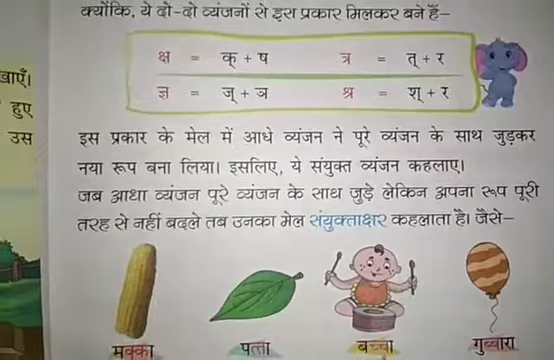 क्योंकि, ये दो-दो व्यंजनों से इस प्रकार मिलकर बने हैं–
क्ष = क् + ष त्र = त् + र
ज्ञ = ज् + ञ श्र = श् + र
खाएँ।
हुए
उस
इस प्रकार के मेल में आधे व्यंजन ने पूरे व्यंजन के साथ जुड़कर
नया रूप बना लिया। इसलिए, ये संयुक्त व्यंजन कहलाए।
जब आधा व्यंजन पूरे व्यंजन के साथ जुड़े लेकिन अपना रूप पूरी
तरह से नहीं बदले तब उनका मेल संयुक्ताक्षर कहलाता है। जैसे–
मक्का पत्ता बच्चा गुब्बारा